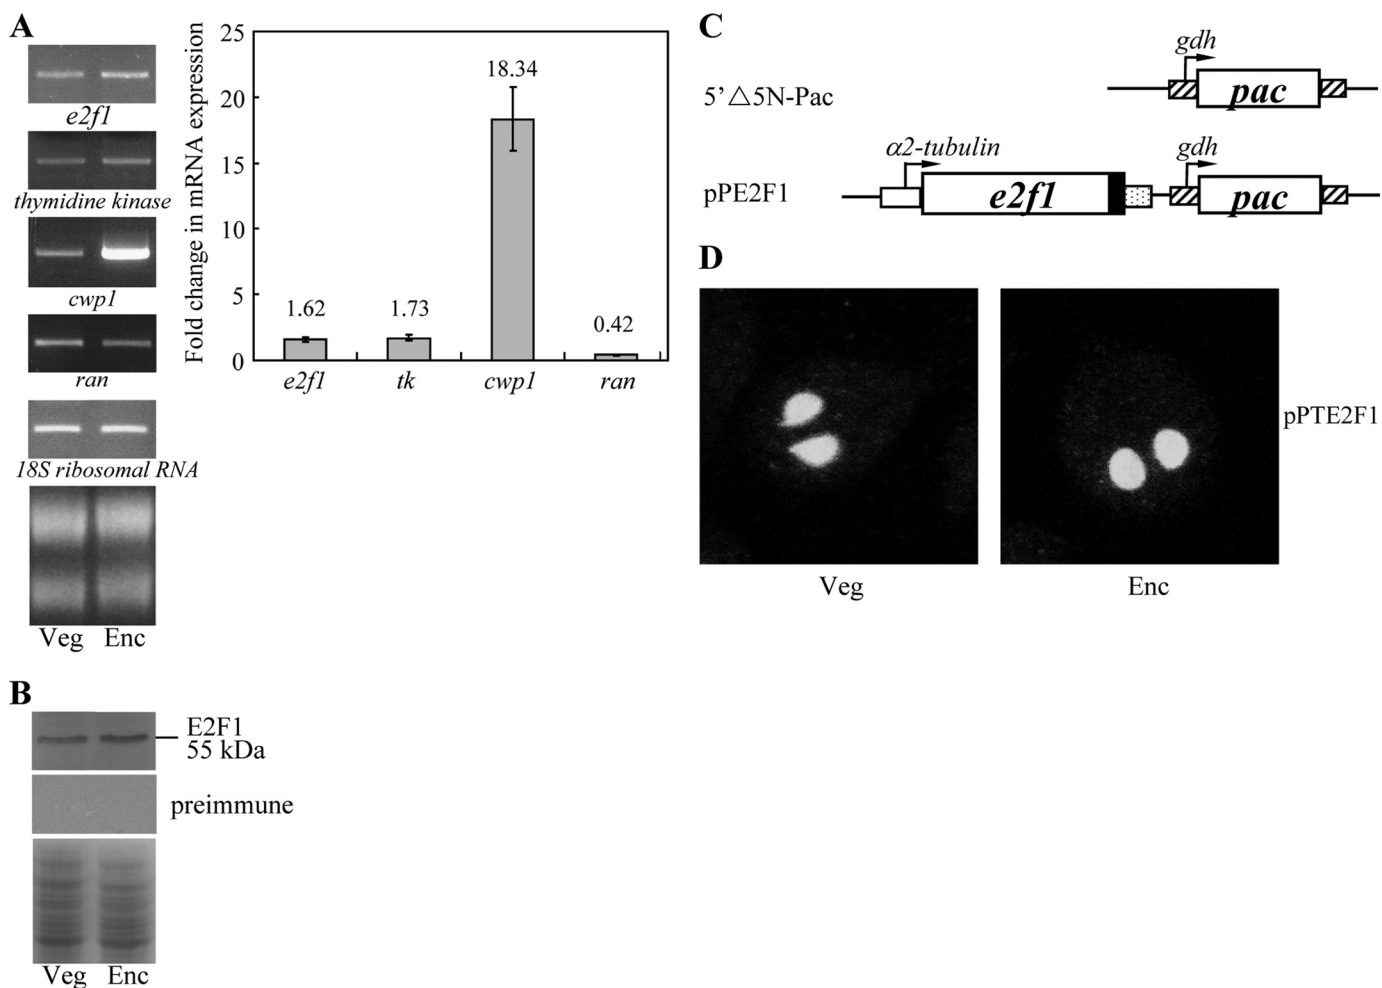 A
e2f1
thymidine kinase
cwp1
ran
18S ribosomal RNA
Veg Enc
Fold change in mRNA expression
25
20
15
10
5
0
1.62
1.73
18.34
0.42
e2f1 tk cwp1 ran
B
E2F1
55 kDa
preimmune
Veg Enc
C
5’△5N-Pac
gdh
pac
pPE2F1
α2-tubulin
e2f1
gdh
pac
D
pPTE2F1
Veg Enc